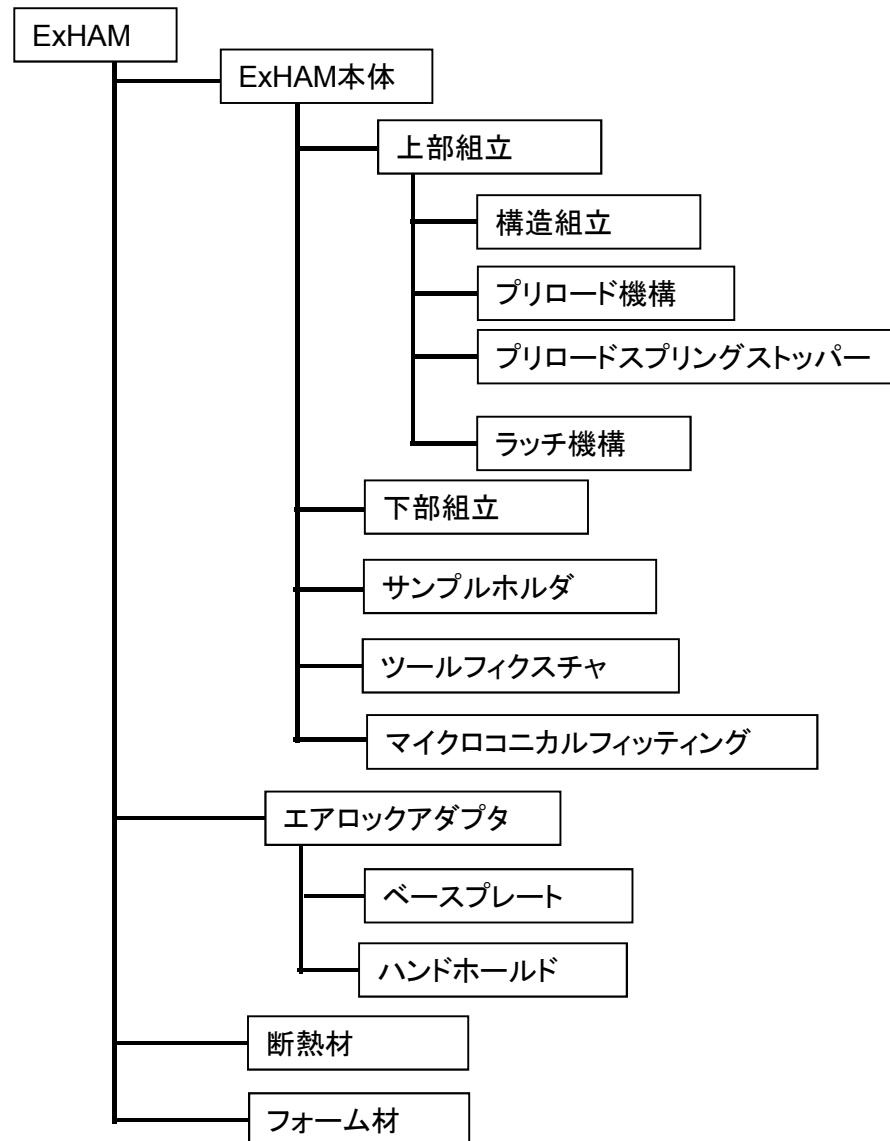 ExHAM
ExHAM本体
上部組立
構造組立
プリロード機構
プリロードスプリングストッパー
ラッチ機構
下部組立
サンプルホルダ
ツールフィクスチャ
マイクロコニカルフィッティング
エアロックアダプタ
ベースプレート
ハンドホールド
断熱材
フォーム材